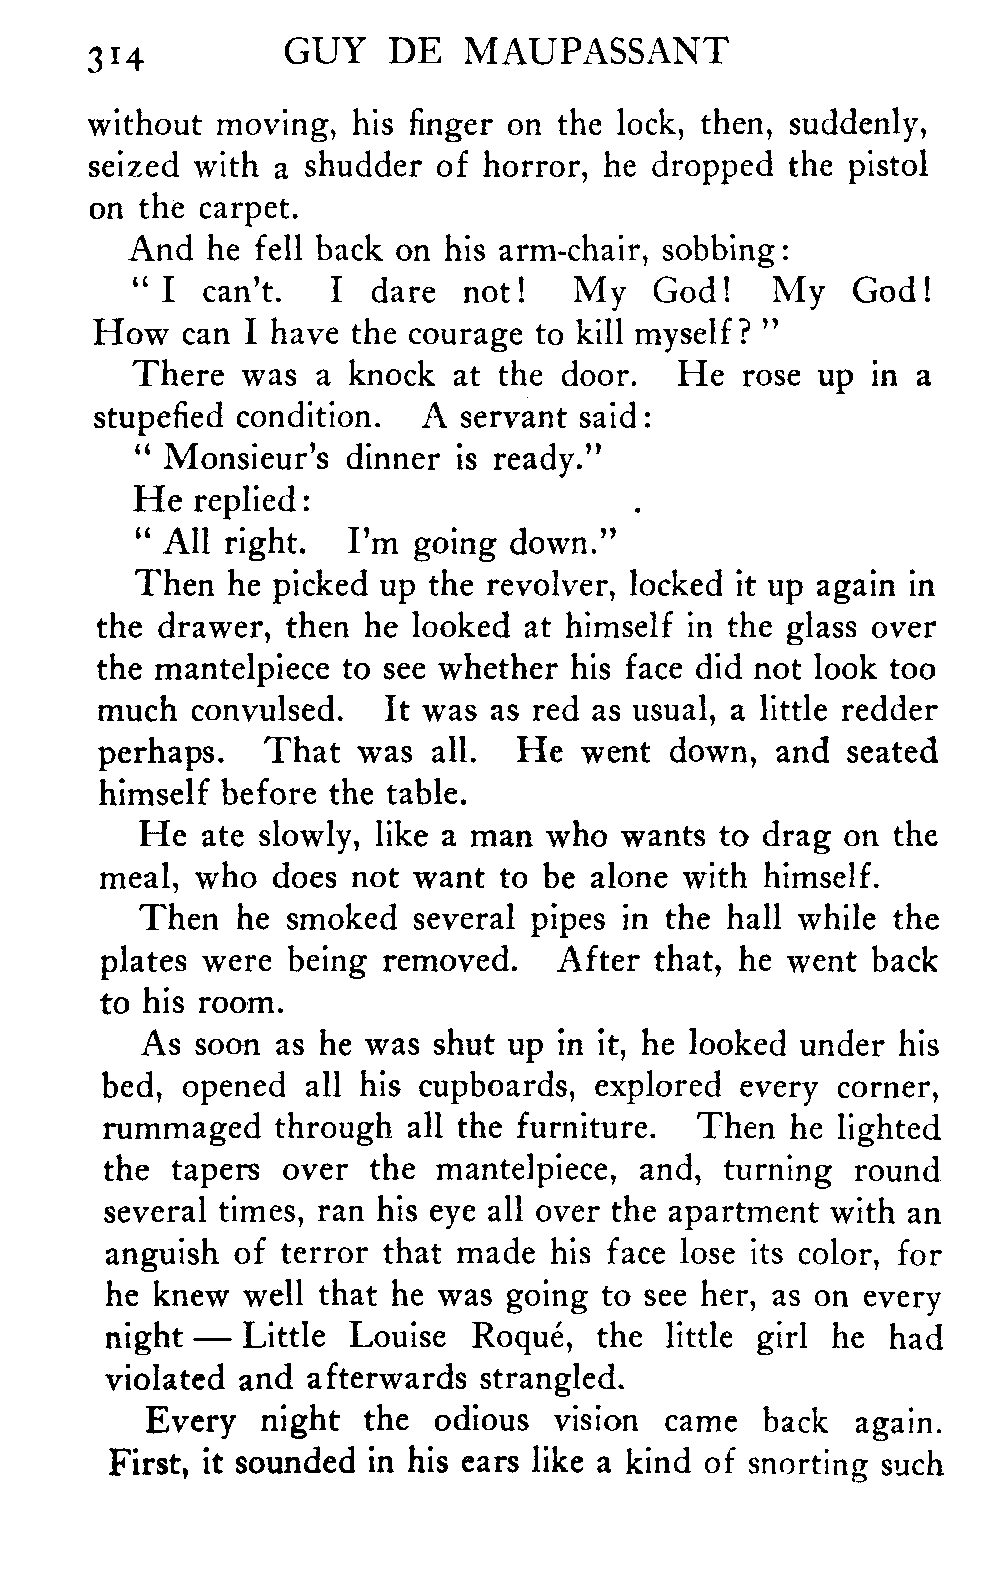 314 GUY DE MAUPASSANT
without moving, his finger on the lock, then, suddenly,
seized with a shudder of horror, he dropped the pistol
on the carpet.
And he fell back on his arm-chair, sobbing:
“ I can't. I dare not! My God! My God!
How can I have the courage to kill myself? ”
There was a knock at the door. He rose up in a
stupefied condition. A servant said:
“ Monsieur's dinner is ready.”
He replied:
“ All right. I'm going down.”
Then he picked up the revolver, locked it up again in
the drawer, then he looked at himself in the glass over
the mantelpiece to see whether his face did not look too
much convulsed. It was as red as usual, a little redder
perhaps. That was all. He went down, and seated
himself before the table.
He ate slowly, like a man who wants to drag on the
meal, who does not want to be alone with himself.
Then he smoked several pipes in the hall while the
plates were being removed. After that, he went back
to his room.
As soon as he was shut up in it, he looked under his
bed, opened all his cupboards, explored every corner,
rummaged through all the furniture. Then he lighted
the tapers over the mantelpiece, and, turning round
several times, ran his eye all over the apartment with an
anguish of terror that made his face lose its color, for
he knew well that he was going to see her, as on every
night — Little Louise Roqué, the little girl he had
violated and afterwards strangled.
Every night the odious vision came back again.
First, it sounded in his ears like a kind of snorting such